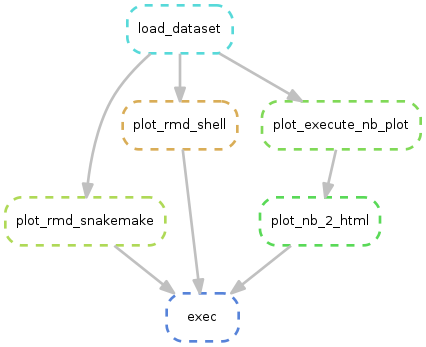 load_dataset
plot_rmd_shell
plot_execute_nb_plot
plot_rmd_snakemake
plot_nb_2_html
exec